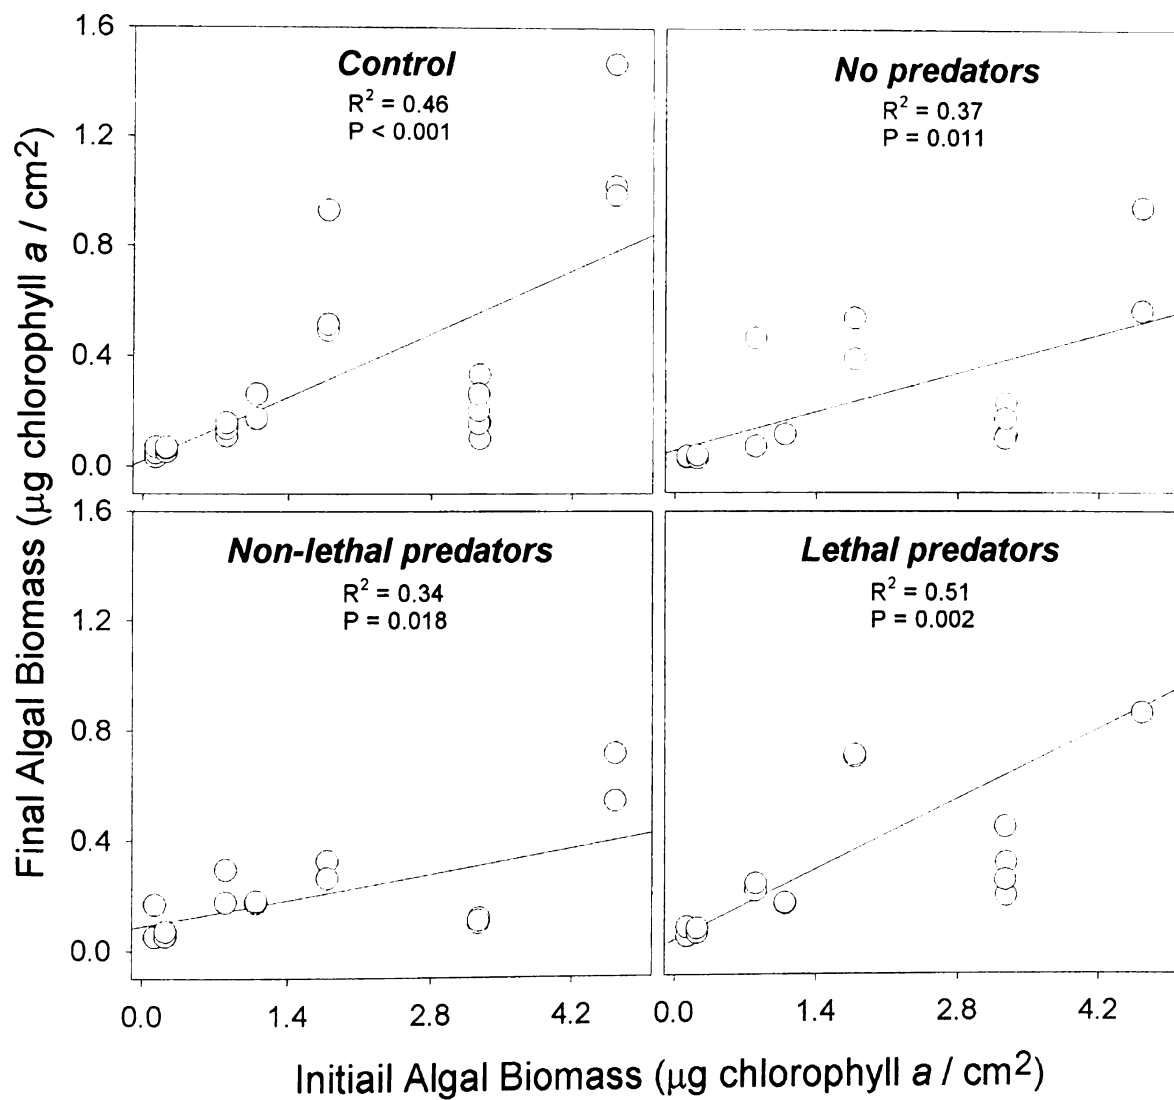 Final Algal Biomass (µg chlorophyll a / cm²)
1.6
1.2
0.8
0.4
0.0
Control
R² = 0.46
P < 0.001
No predators
R² = 0.37
P = 0.011
1.6
1.2
0.8
0.4
0.0
Non-lethal predators
R² = 0.34
P = 0.018
Lethal predators
R² = 0.51
P = 0.002
0.0 1.4 2.8 4.2 0.0 1.4 2.8 4.2
Initiail Algal Biomass (µg chlorophyll a / cm²)